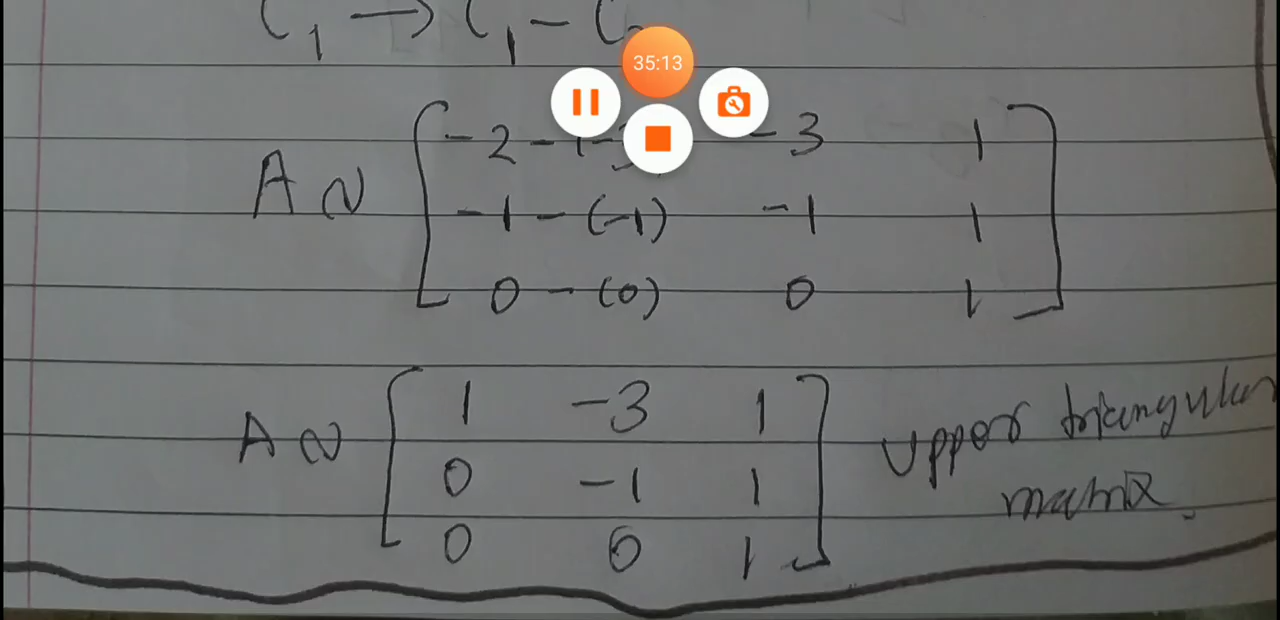 C₁ → C₁ - C
35:13
A ~ [ -2 - (-3) -3 1
-1 - (-1) -1 1
0 - (0) 0 1 ]
A ~ [ 1 -3 1
0 -1 1
0 0 1 ] upper triangular
matrix